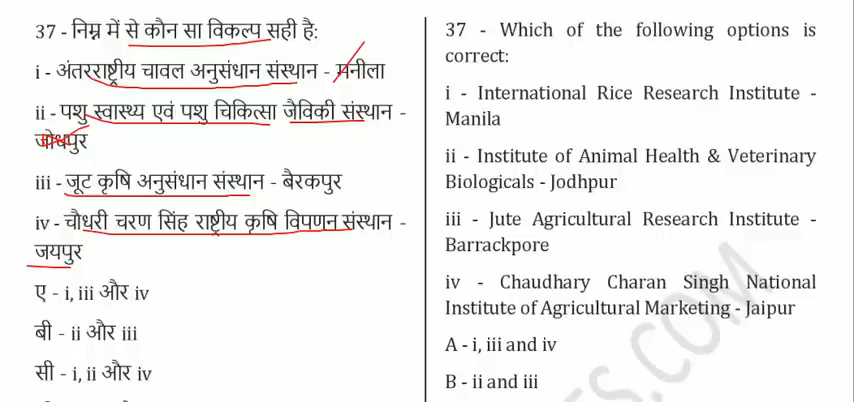 37 - निम्न में से कौन सा विकल्प सही है:
i - अंतरराष्ट्रीय चावल अनुसंधान संस्थान - मनीला
ii - पशु स्वास्थ्य एवं पशु चिकित्सा जैविकी संस्थान -
जोधपुर
iii - जूट कृषि अनुसंधान संस्थान - बैरकपुर
iv - चौधरी चरण सिंह राष्ट्रीय कृषि विपणन संस्थान -
जयपुर
ए - i, iii और iv
बी - ii और iii
सी - i, ii और iv
37 - Which of the following options is
correct:
i - International Rice Research Institute -
Manila
ii - Institute of Animal Health & Veterinary
Biologicals - Jodhpur
iii - Jute Agricultural Research Institute -
Barrackpore
iv - Chaudhary Charan Singh National
Institute of Agricultural Marketing - Jaipur
A - i, iii and iv
B - ii and iii